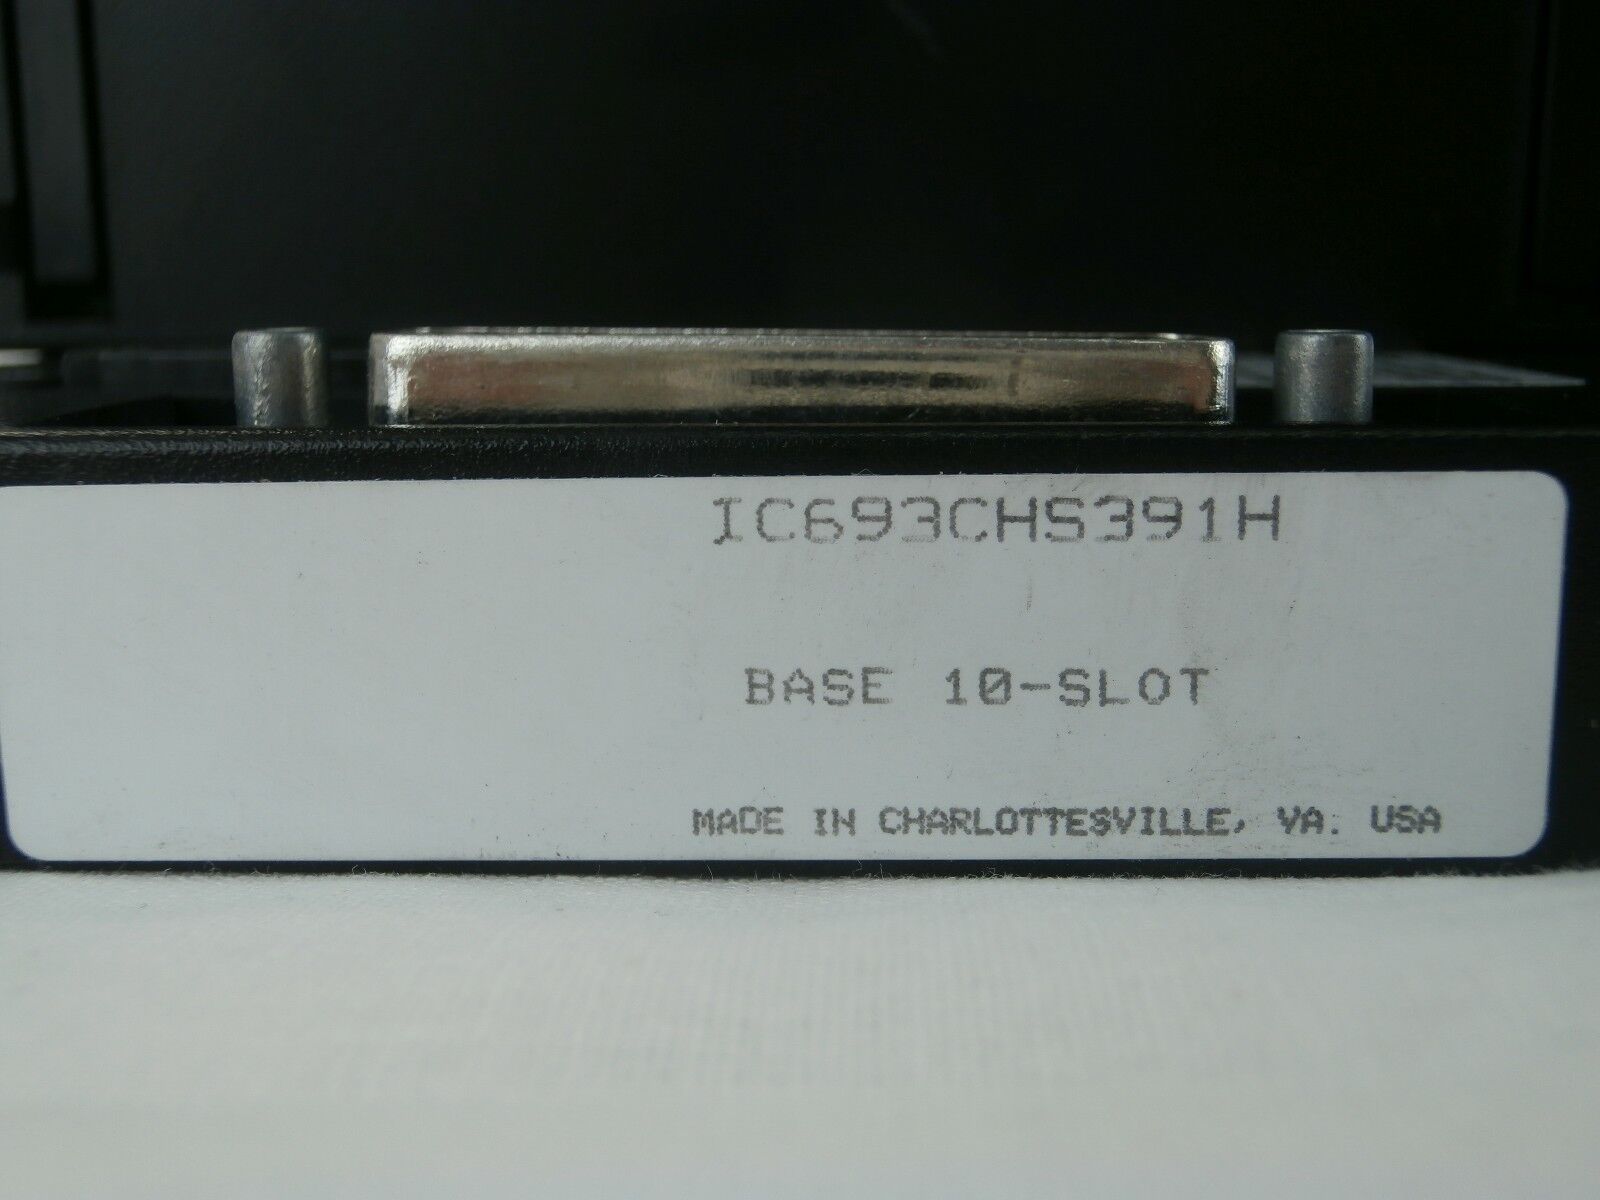 IC693CHS391H
BASE 10-SLOT
MADE IN CHARLOTTESVILLE, VA. USA